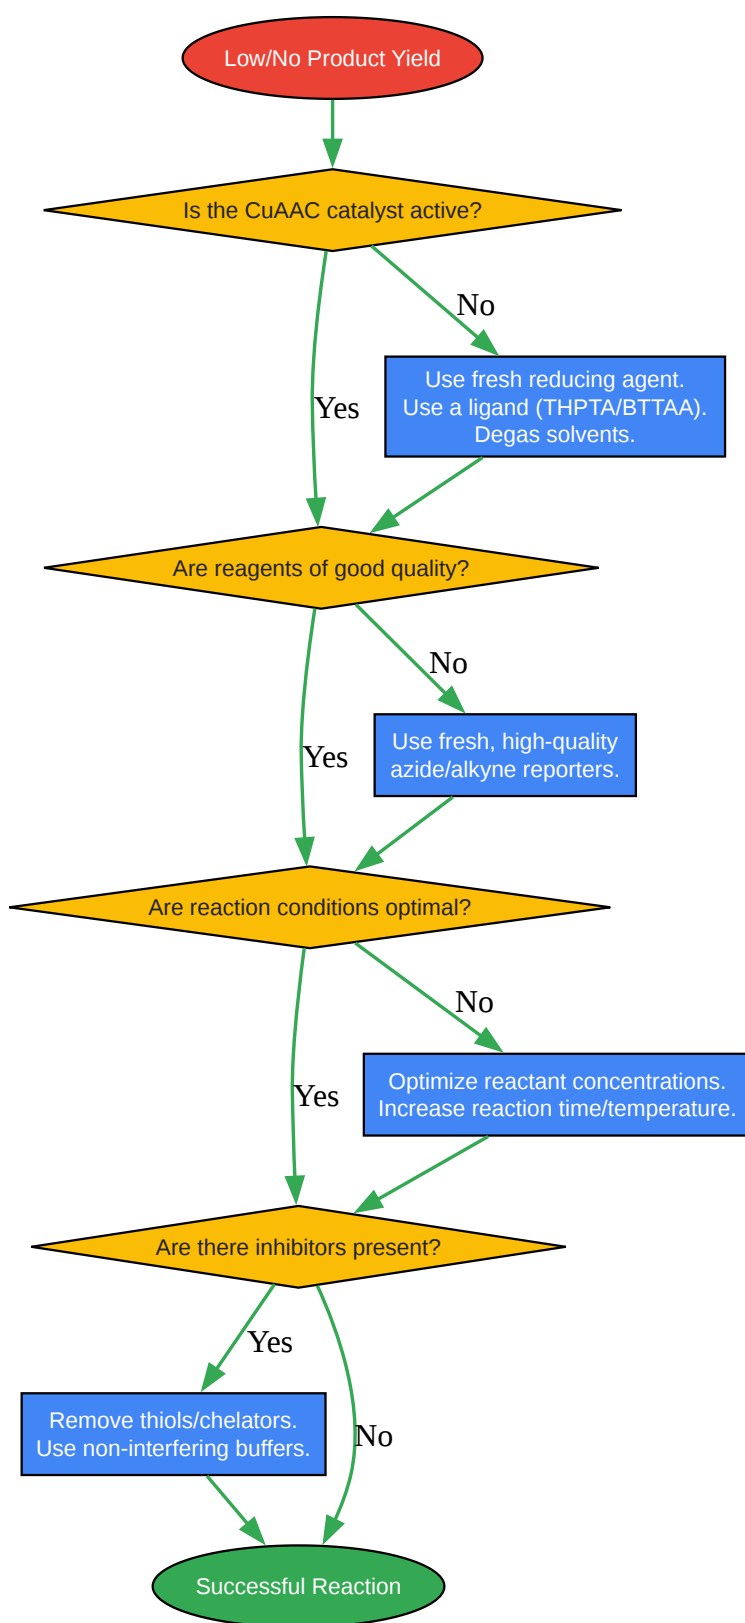 Low/No Product Yield
Is the CuAAC catalyst active?
No
Use fresh reducing agent.
Use a ligand (THPTA/BTTAA).
Degas solvents.
Yes
Are reagents of good quality?
No
Use fresh, high-quality
azide/alkyne reporters.
Yes
Are reaction conditions optimal?
No
Optimize reactant concentrations.
Increase reaction time/temperature.
Yes
Are there inhibitors present?
Yes
Remove thiols/chelators.
Use non-interfering buffers.
No
Successful Reaction